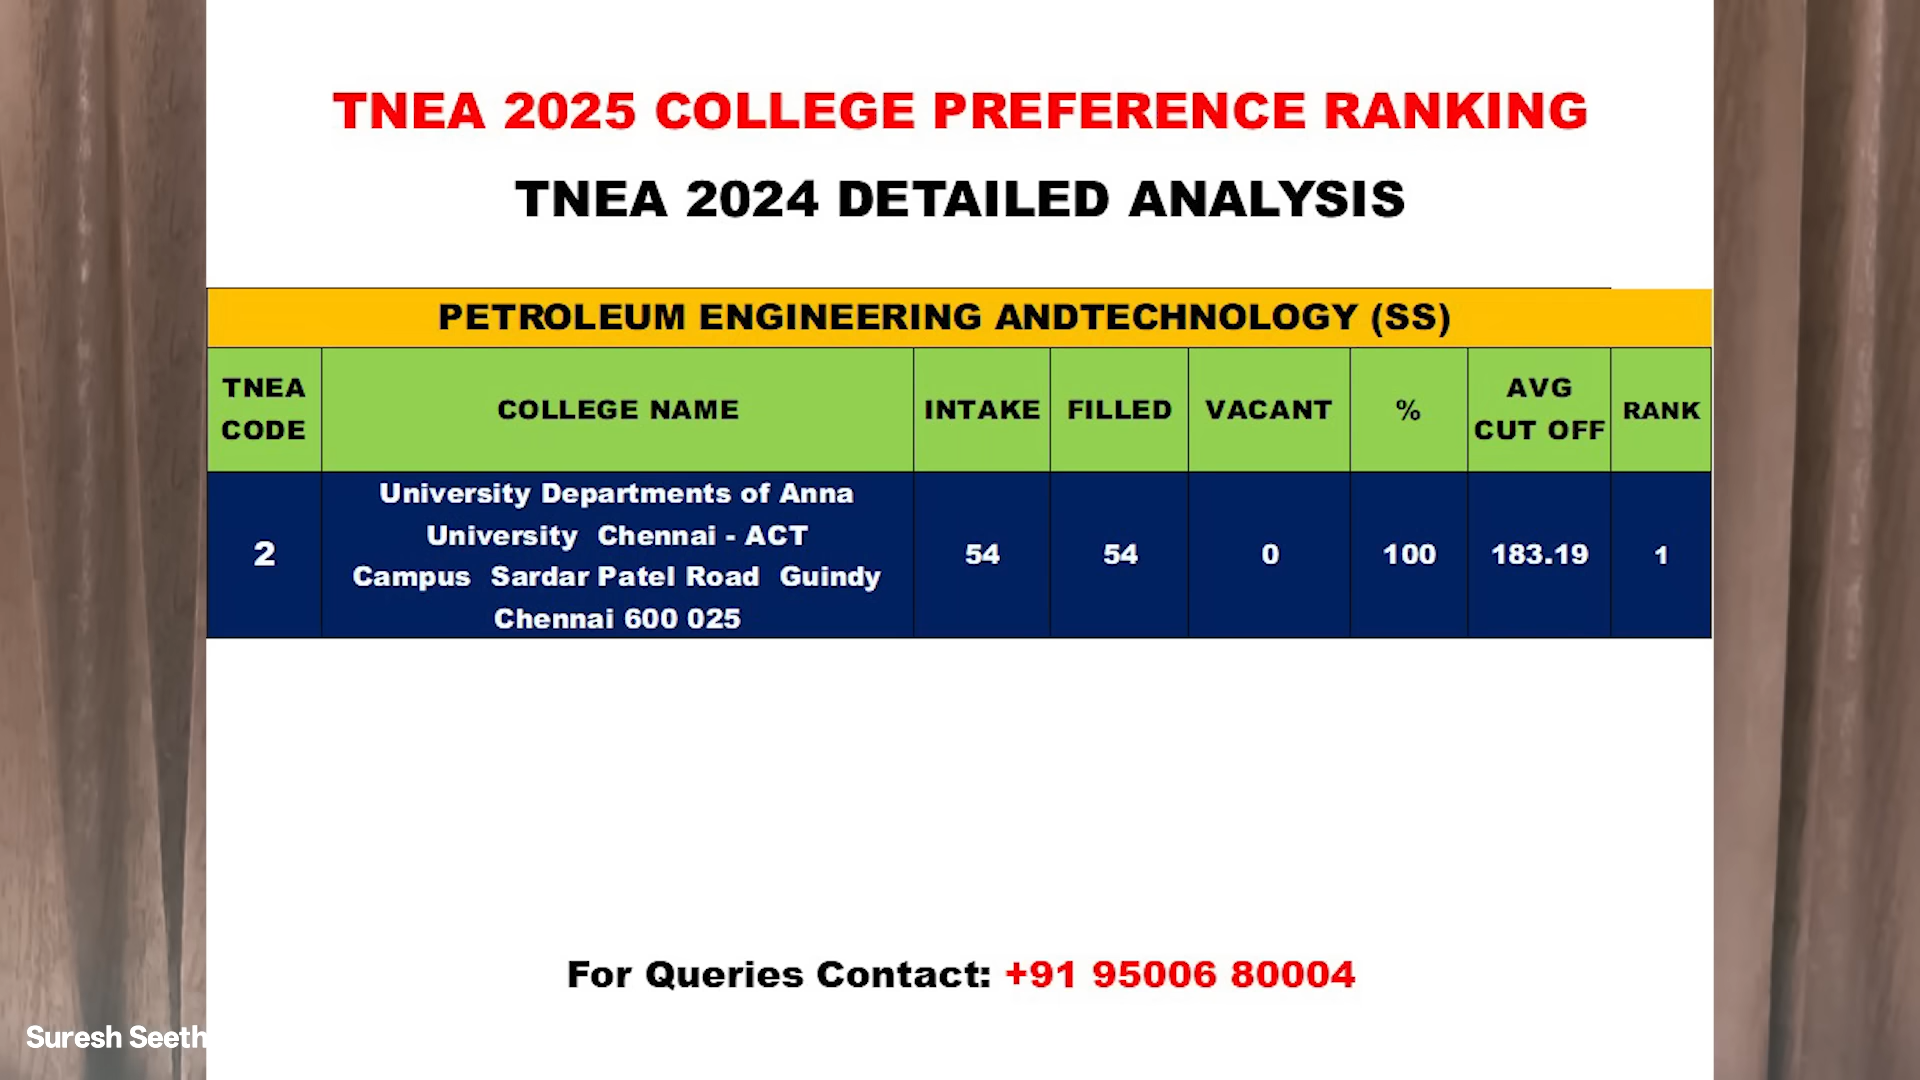 TNEA 2025 COLLEGE PREFERENCE RANKING
TNEA 2024 DETAILED ANALYSIS
PETROLEUM ENGINEERING ANDTECHNOLOGY (SS)
TNEA CODE COLLEGE NAME INTAKE FILLED VACANT % AVG CUT OFF RANK
2
University Departments of Anna
University Chennai - ACT
Campus Sardar Patel Road Guindy
Chennai 600 025
54 54 0 100 183.19 1
For Queries Contact: +91 95006 80004
Suresh Seeth